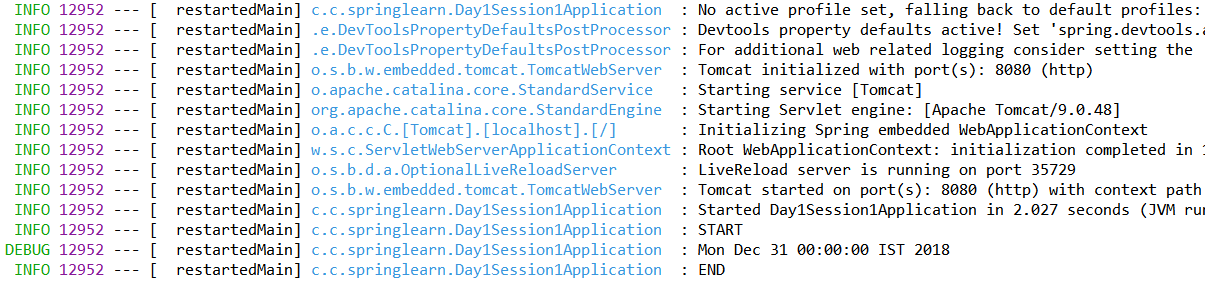 INFO 12952 --- [  restartedMain] c.c.springlearn.Day1Session1Application  : No active profile set, falling back to default profiles:
INFO 12952 --- [  restartedMain] .e.DevToolsPropertyDefaultsPostProcessor : Devtools property defaults active! Set 'spring.devtools.
INFO 12952 --- [  restartedMain] .e.DevToolsPropertyDefaultsPostProcessor : For additional web related logging consider setting the
INFO 12952 --- [  restartedMain] o.s.b.w.embedded.tomcat.TomcatWebServer  : Tomcat initialized with port(s): 8080 (http)
INFO 12952 --- [  restartedMain] o.apache.catalina.core.StandardService   : Starting service [Tomcat]
INFO 12952 --- [  restartedMain] org.apache.catalina.core.StandardEngine  : Starting Servlet engine: [Apache Tomcat/9.0.48]
INFO 12952 --- [  restartedMain] o.a.c.c.C.[Tomcat].[localhost].[/]       : Initializing Spring embedded WebApplicationContext
INFO 12952 --- [  restartedMain] w.s.c.ServletWebServerApplicationContext : Root WebApplicationContext: initialization completed in
INFO 12952 --- [  restartedMain] o.s.b.d.a.OptionalLiveReloadServer       : LiveReload server is running on port 35729
INFO 12952 --- [  restartedMain] o.s.b.w.embedded.tomcat.TomcatWebServer  : Tomcat started on port(s): 8080 (http) with context path
INFO 12952 --- [  restartedMain] c.c.springlearn.Day1Session1Application  : Started Day1Session1Application in 2.027 seconds (JVM run
INFO 12952 --- [  restartedMain] c.c.springlearn.Day1Session1Application  : START
DEBUG 12952 --- [  restartedMain] c.c.springlearn.Day1Session1Application  : Mon Dec 31 00:00:00 IST 2018
INFO 12952 --- [  restartedMain] c.c.springlearn.Day1Session1Application  : END